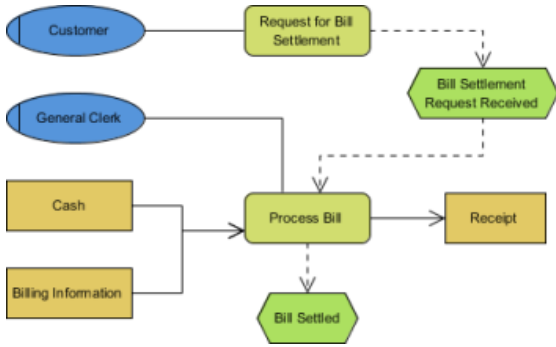 Customer
Request for Bill
Settlement
Bill Settlement
Request Received
General Clerk
Cash
Process Bill
Receipt
Billing Information
Bill Settled